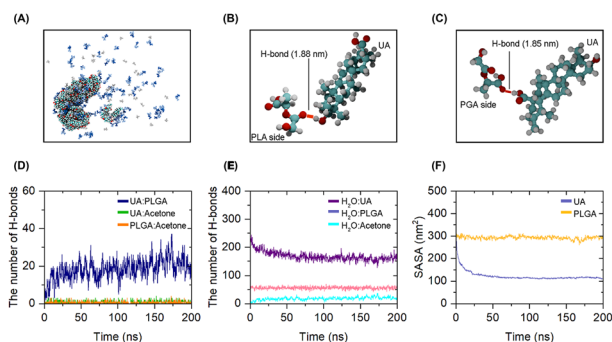 (A)
(B)
H-bond (1.88 nm)
UA
PLA side
(C)
H-bond (1.85 nm)
UA
PGA side
(D)
The number of H-bonds
60
40
20
0
UA:PLGA
UA:Acetone
PLGA:Acetone
0 50 100 150 200
Time (ns)
(E)
The number of H-bonds
400
300
200
100
0
H₂O:UA
H₂O:PLGA
H₂O:Acetone
0 50 100 150 200
Time (ns)
(F)
SASA (nm²)
500
400
300
200
100
0
UA
PLGA
0 50 100 150 200
Time (ns)